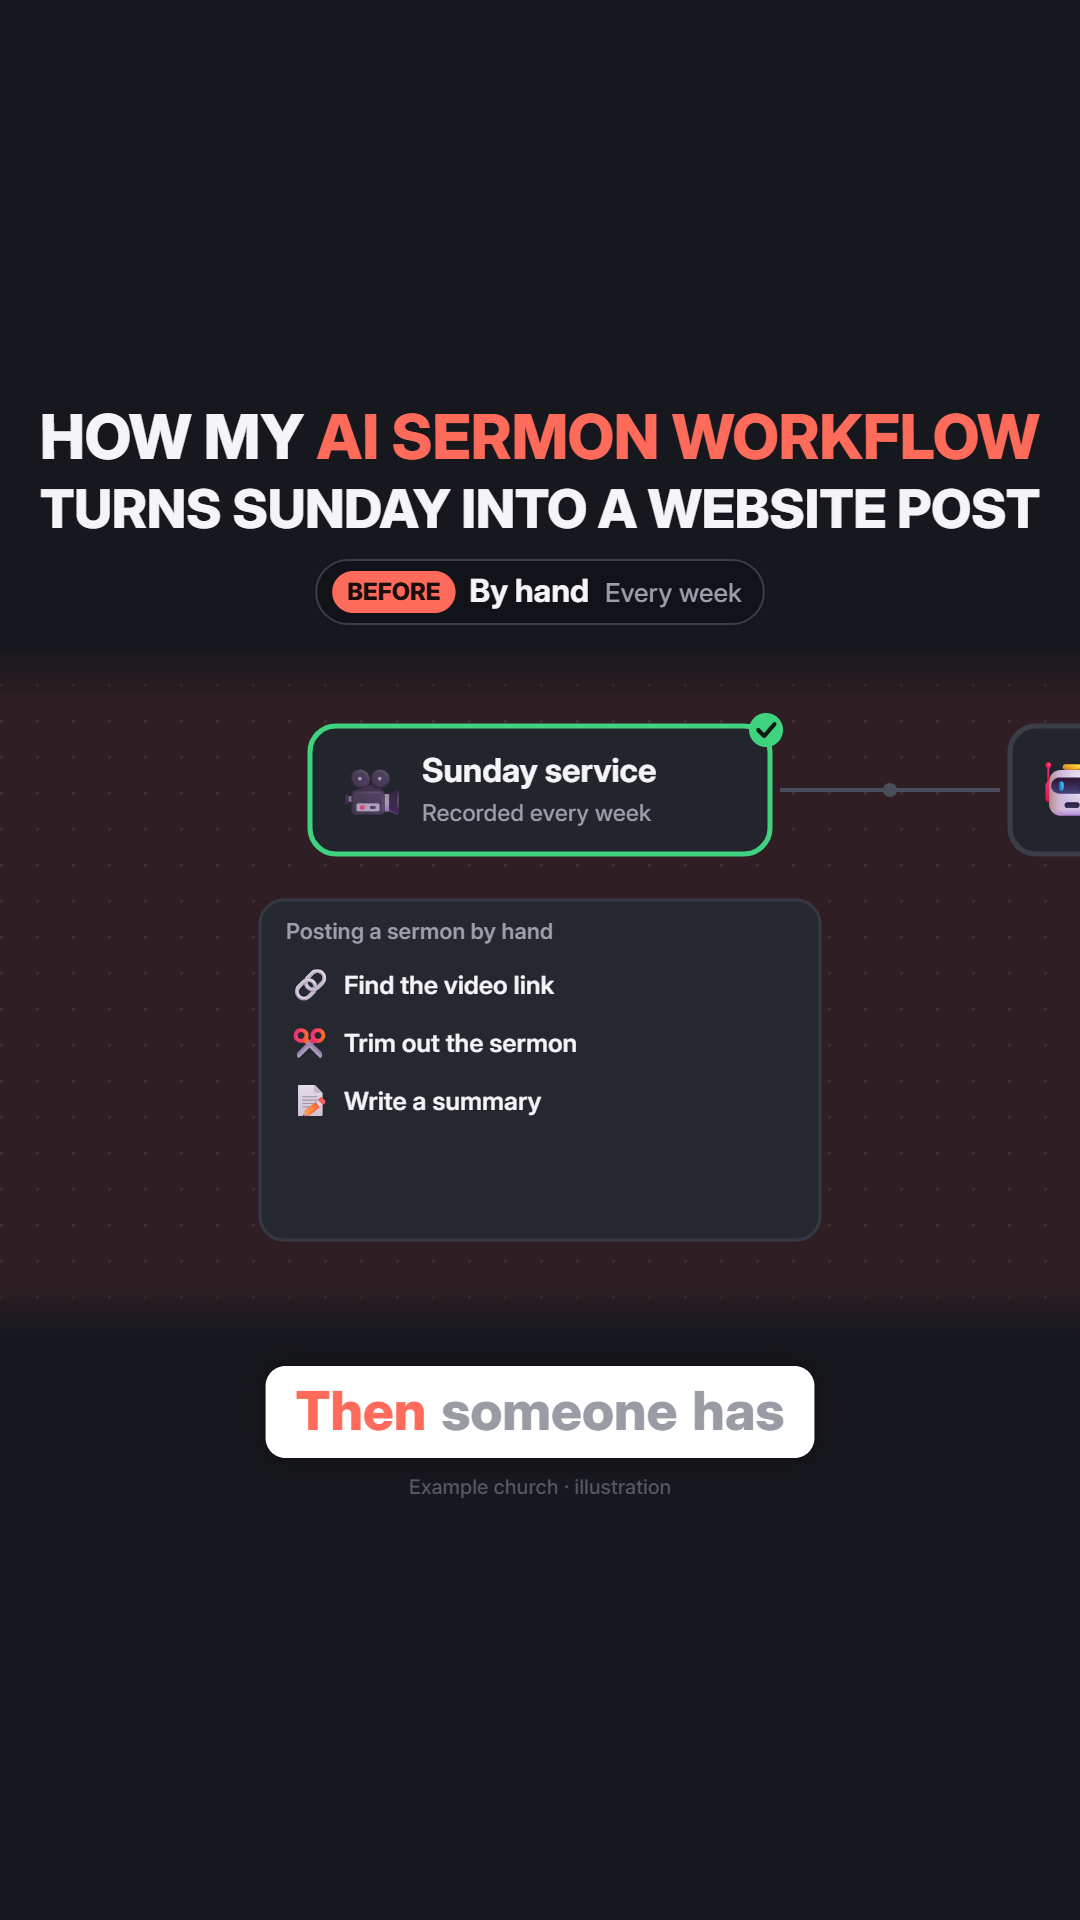 HOW MY AI SERMON WORKFLOW
TURNS SUNDAY INTO A WEBSITE POST
BEFORE By hand Every week
Sunday service
Recorded every week
Posting a sermon by hand
Find the video link
Trim out the sermon
Write a summary
Then someone has
Example church · illustration